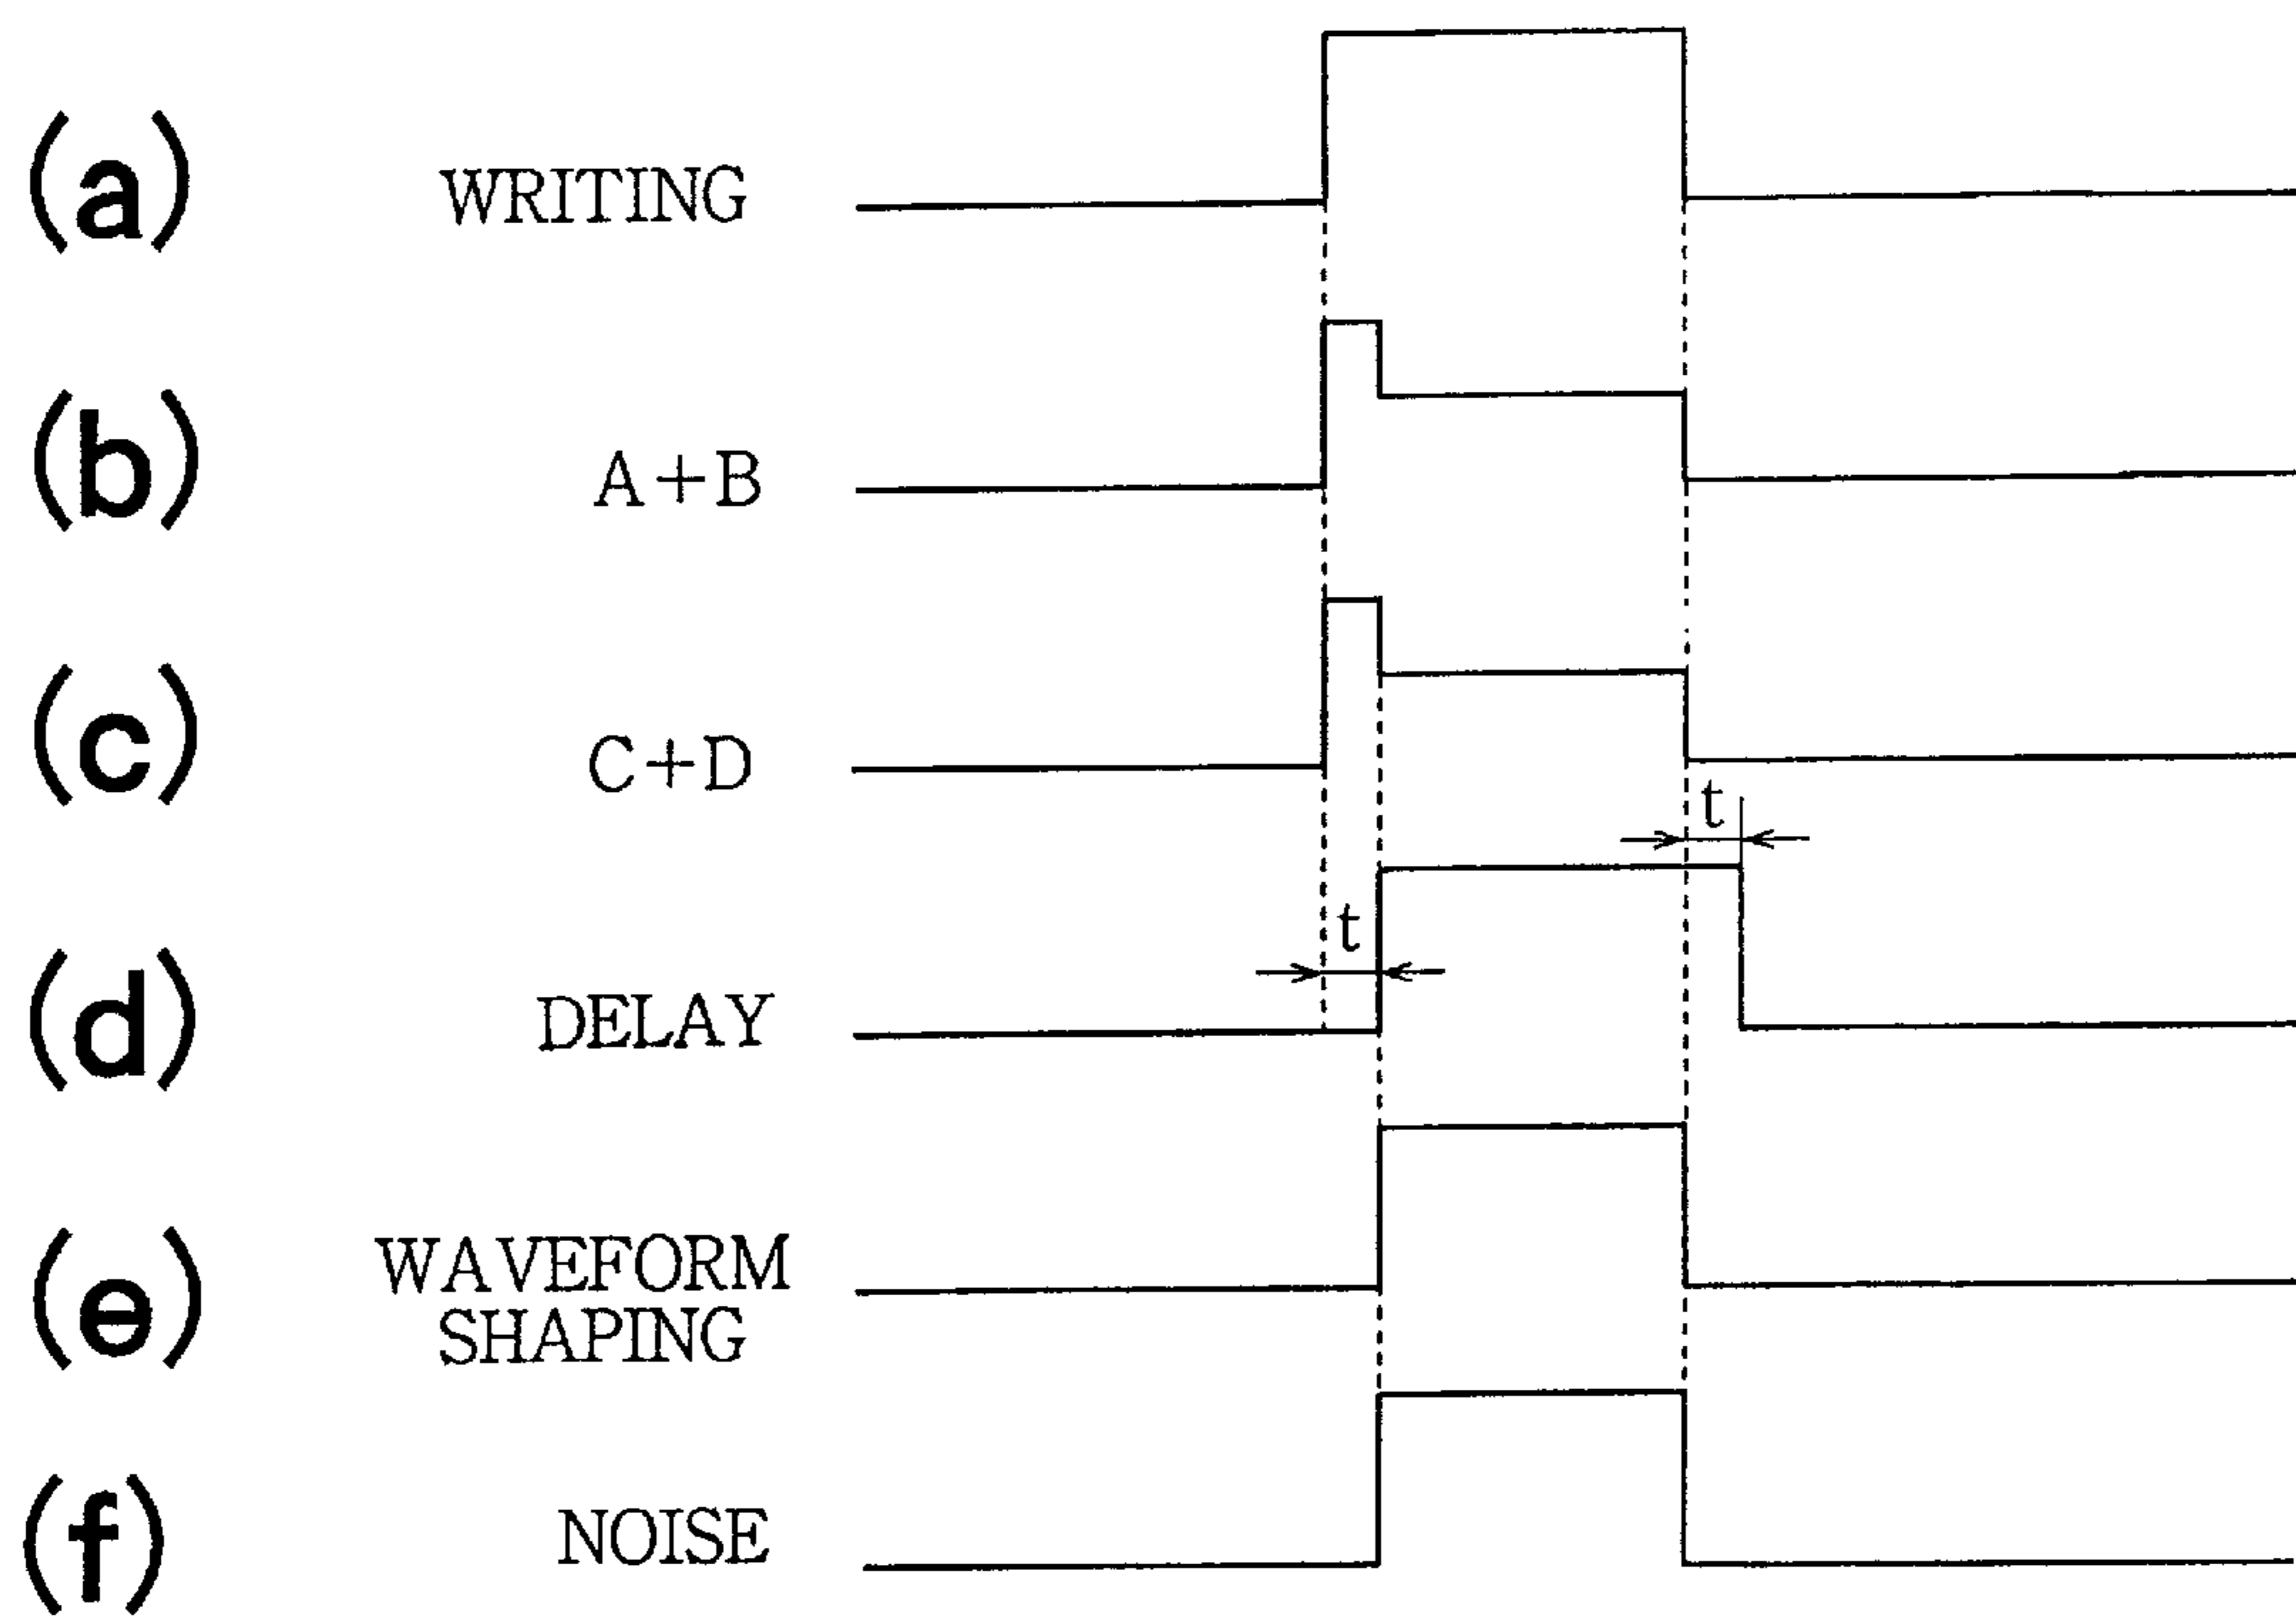 (a) WRITING
(b) A+B
(c) C+D
t
t
(d) DELAY
(e) WAVEFORM
SHAPING
(f) NOISE